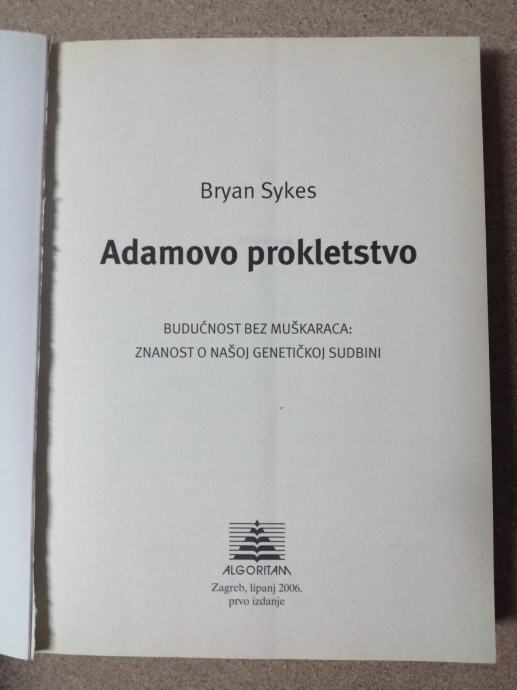 Bryan Sykes
Adamovo prokletstvo
BUDUĆNOST BEZ MUŠKARACA:
ZNANOST O NAŠOJ GENETIČKOJ SUDBINI
ALGORITAM
Zagreb, lipanj 2006.
prvo izdanje